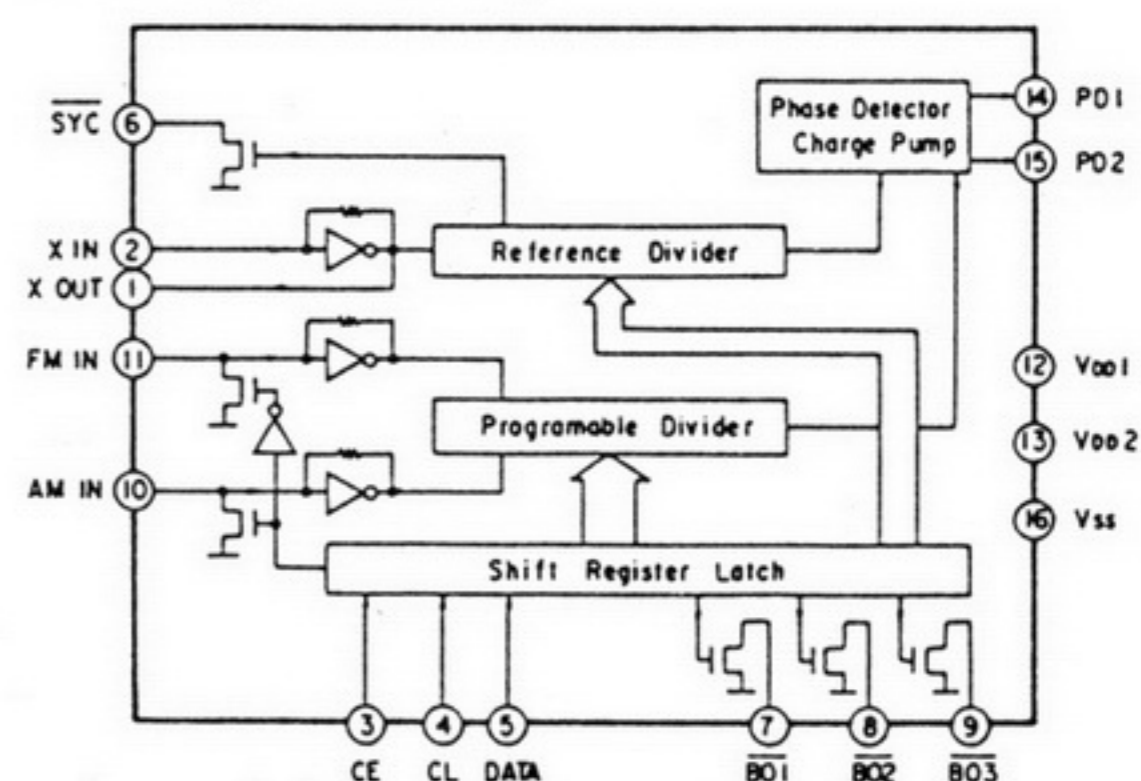 SYC 6
X IN 2
X OUT 1
FM IN 11
AM IN 10
Phase Detector
Charge Pump
14 PD1
15 PD2
Reference Divider
Programable Divider
Shift Register Latch
12 VDD1
13 VDD2
16 Vss
3 4 5 7 8 9
CE CL DATA BO1 BO2 BO3